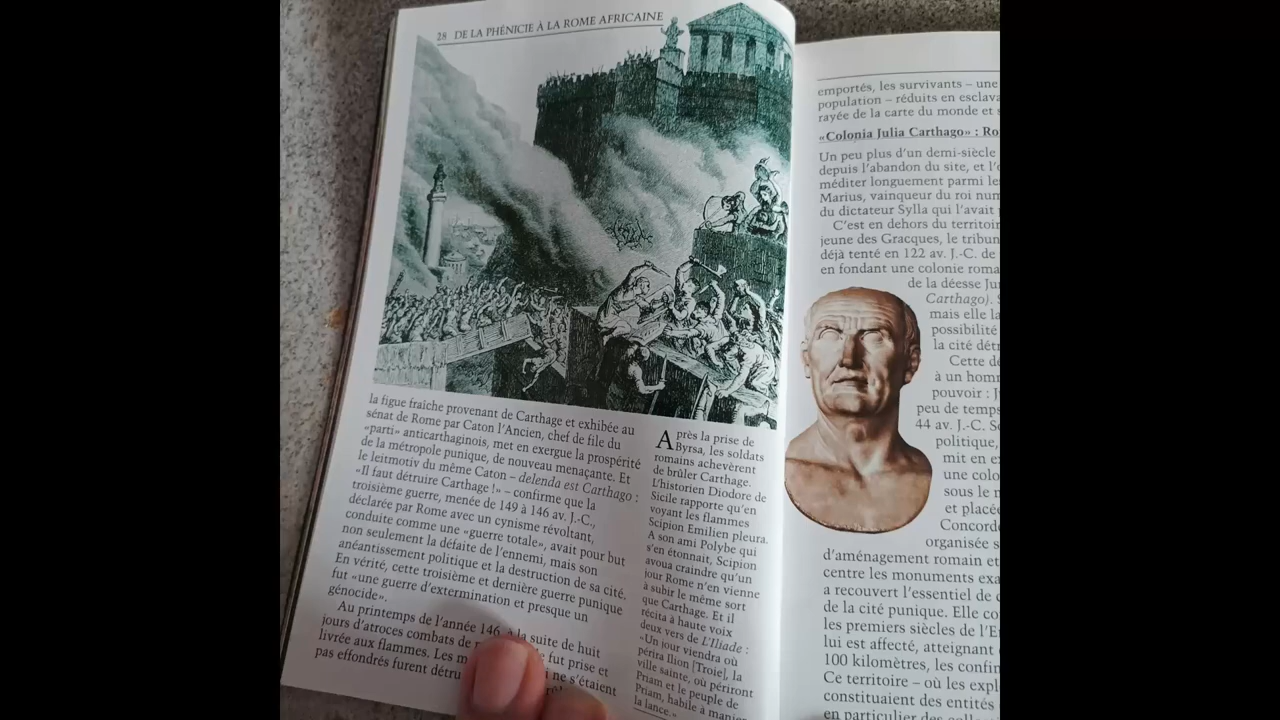 28 DE LA PHÉNICIE À LA ROME AFRICAINE
la figue fraîche provenant de Carthage et exhibée au
sénat de Rome par Caton l'Ancien, chef de file du
«parti» anticarthaginois, met en exergue la prospérité
de la métropole punique, de nouveau menaçante. Et
le leitmotiv du même Caton – delenda est Carthago :
«Il faut détruire Carthage !» – confirme que la
troisième guerre, menée de 149 à 146 av. J.-C.,
déclarée par Rome avec un cynisme révoltant,
conduite comme une «guerre totale», avait pour but
non seulement la défaite de l'ennemi, mais son
anéantissement politique et la destruction de sa cité.
En vérité, cette troisième et dernière guerre punique
fut «une guerre d'extermination et presque un
génocide».
Au printemps de l'année 146, à la suite de huit
jours d'atroces combats de fut prise et
livrée aux flammes. Les ne s'étaient
pas effondrés furent
Après la prise de
Byrsa, les soldats
romains achevèrent
de brûler Carthage.
L'historien Diodore de
Sicile rapporte qu'en
voyant les flammes
Scipion Emilien pleura.
A son ami Polybe qui
s'en étonnait, Scipion
avoua craindre qu'un
jour Rome n'en vienne
à subir le même sort
que Carthage. Et il
récita à haute voix
deux vers de L'Iliade :
«Un jour viendra où
périra Ilion [Troie], la
ville sainte, où périront
Priam et le peuple de
Priam, habile à manier
la lance.»
emportés, les survivants – une
population – réduits en esclava
rayée de la carte du monde et s
«Colonia Julia Carthago» : Ro
Un peu plus d'un demi-siècle
depuis l'abandon du site, et l'
méditer longuement parmi les
Marius, vainqueur du roi num
du dictateur Sylla qui l'avait
C'est en dehors du territoir
jeune des Gracques, le tribun
déjà tenté en 122 av. J.-C. de
en fondant une colonie roma
de la déesse Jun
Carthago). S
mais elle la
possibilité
la cité détr
Cette de
à un homm
pouvoir : J
peu de temps
44 av. J.-C. Se
politique,
mit en ex
une colo
sous le n
et placée
Concord
organisée s
d'aménagement romain et
centre les monuments exa
a recouvert l'essentiel de c
de la cité punique. Elle co
les premiers siècles de l'E
lui est affecté, atteignant
100 kilomètres, les confin
Ce territoire – où les expl
constituaient des entités
en particulier des